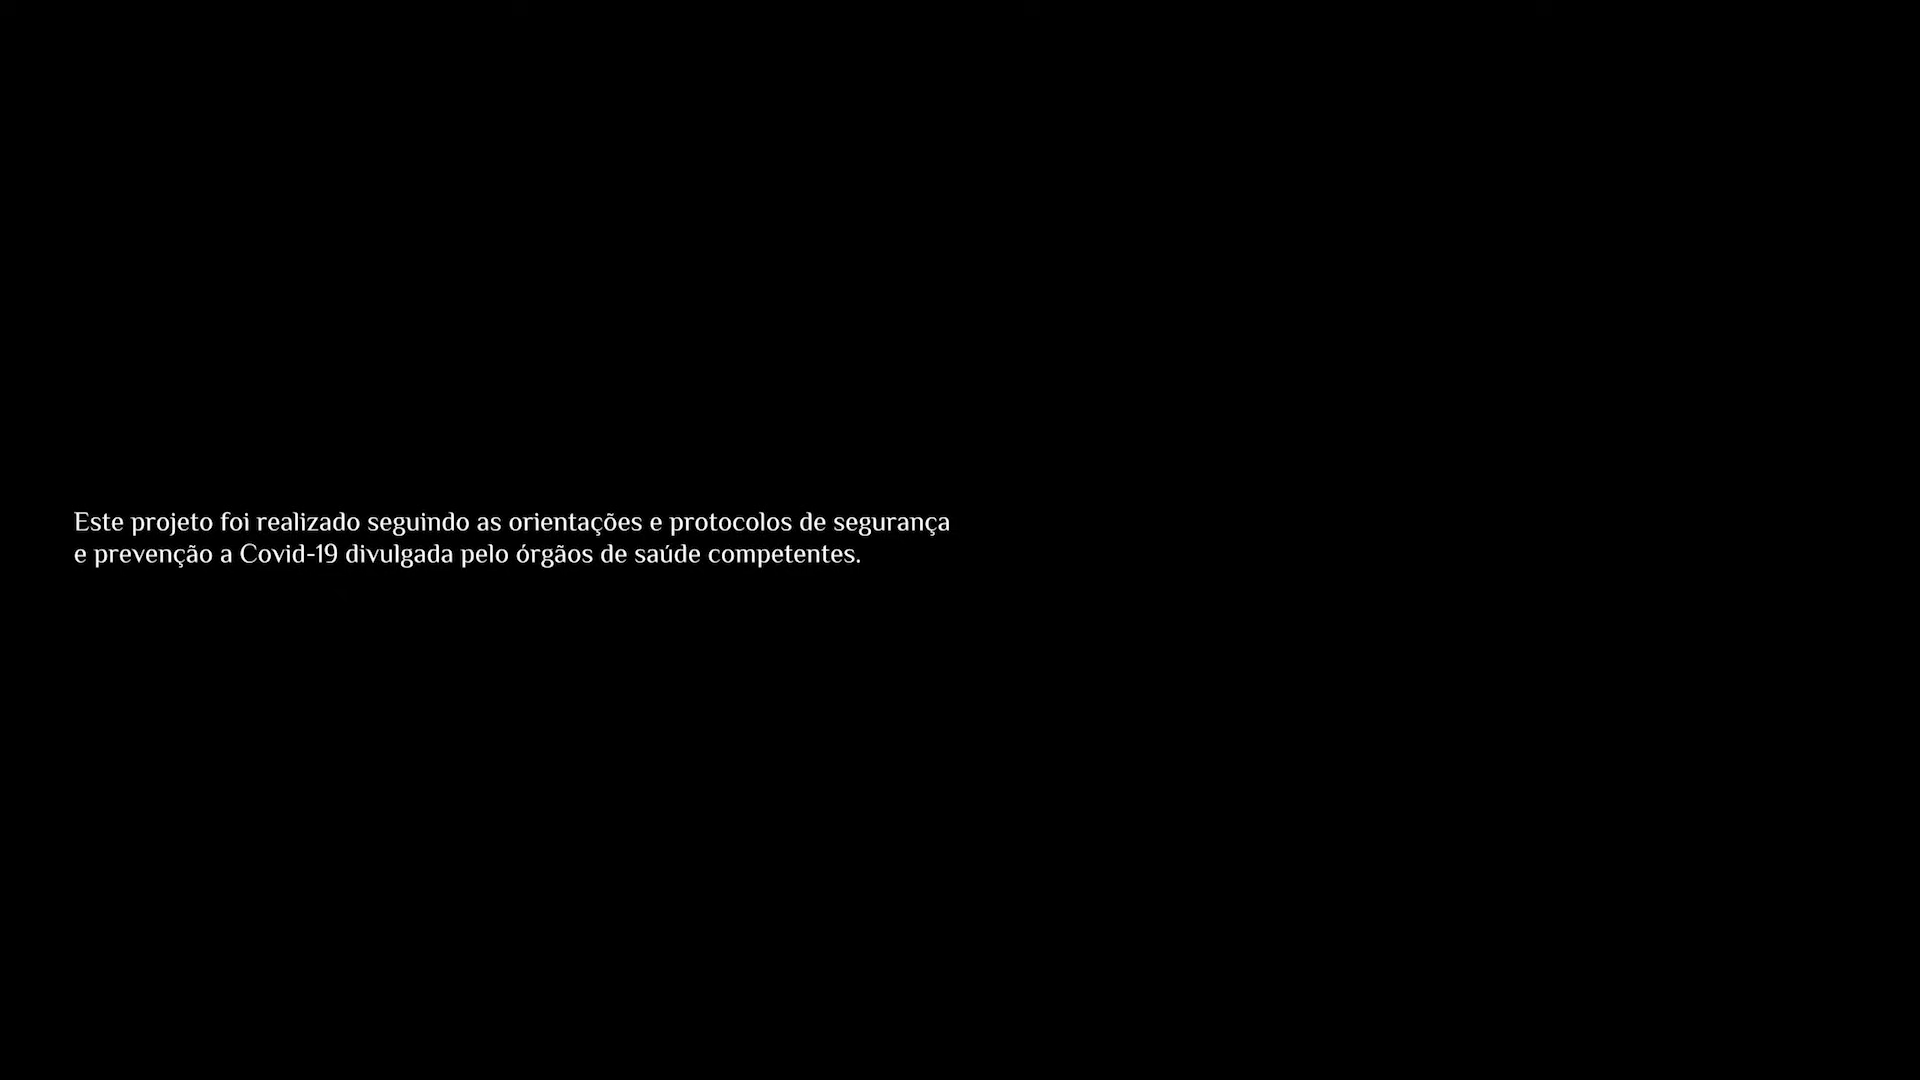 Este projeto foi realizado seguindo as orientações e protocolos de segurança
e prevenção a Covid-19 divulgada pelo órgãos de saúde competentes.